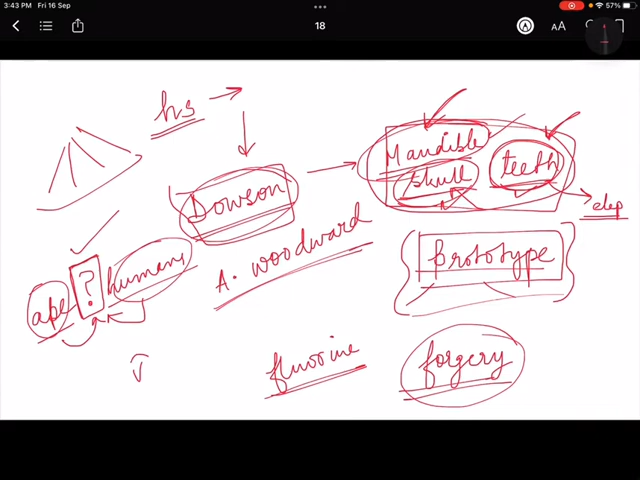 3:43 PM Fri 16 Sep
57%
18
AA
hs
Mandible
skull
teeth
elep
Dowson
A. woodward
prototype
ape ? humans
fluorine
forgery